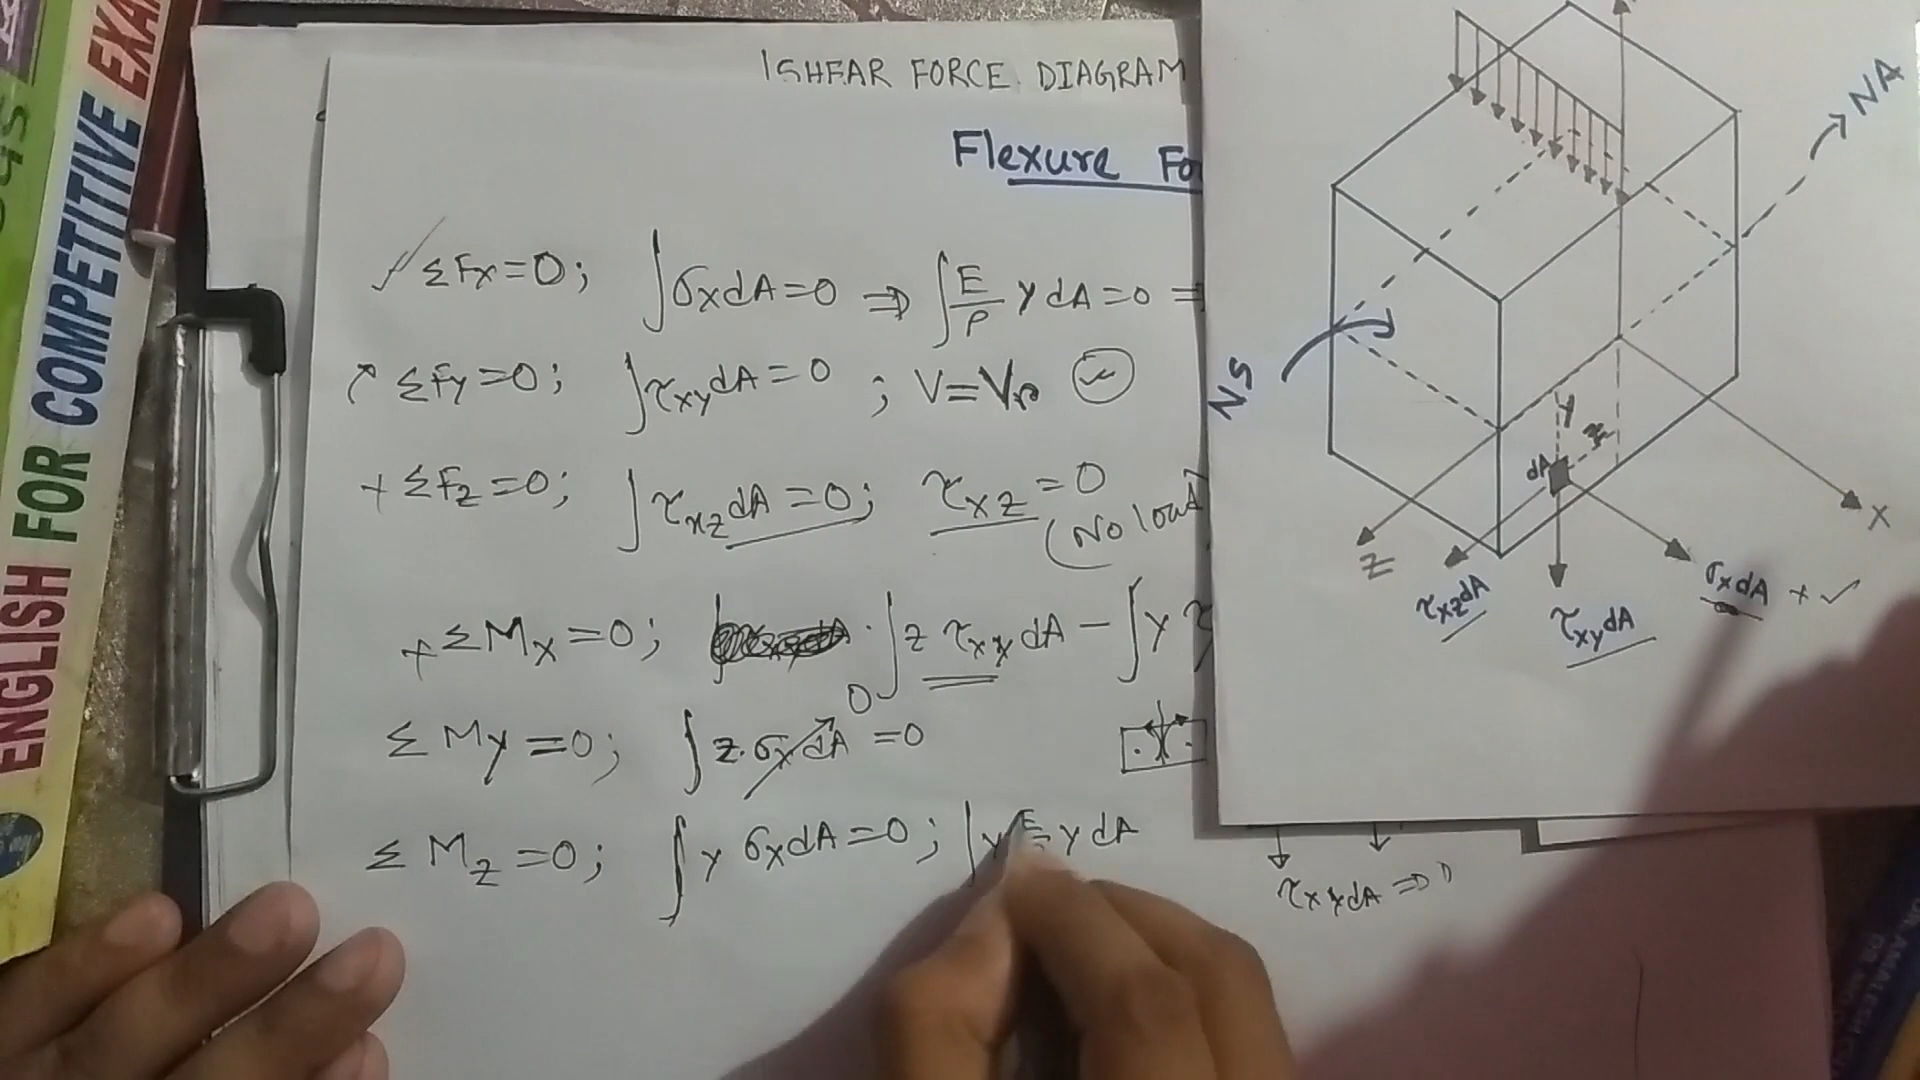 ENGLISH FOR COMPETITIVE EXA
SHEAR FORCE DIAGRAM
Flexure Fo
ΣFx=0; ∫σxdA=0 ⇒ ∫E/ρ y dA=0 =
ΣFy=0; ∫τxydA=0 ; V=Vr
+ ΣFz=0; ∫τxzdA=0; τxz=0
(No load
+ ΣMx=0; ∫z τxy dA - ∫y τ
ΣMy=0; ∫z.σxdA=0
0
ΣMz=0; ∫y σxdA=0; ∫y E y dA
NA
NS
y
z
dA
X
Z
τxzdA
τxydA
σxdA + ✓
τxydA ⇒